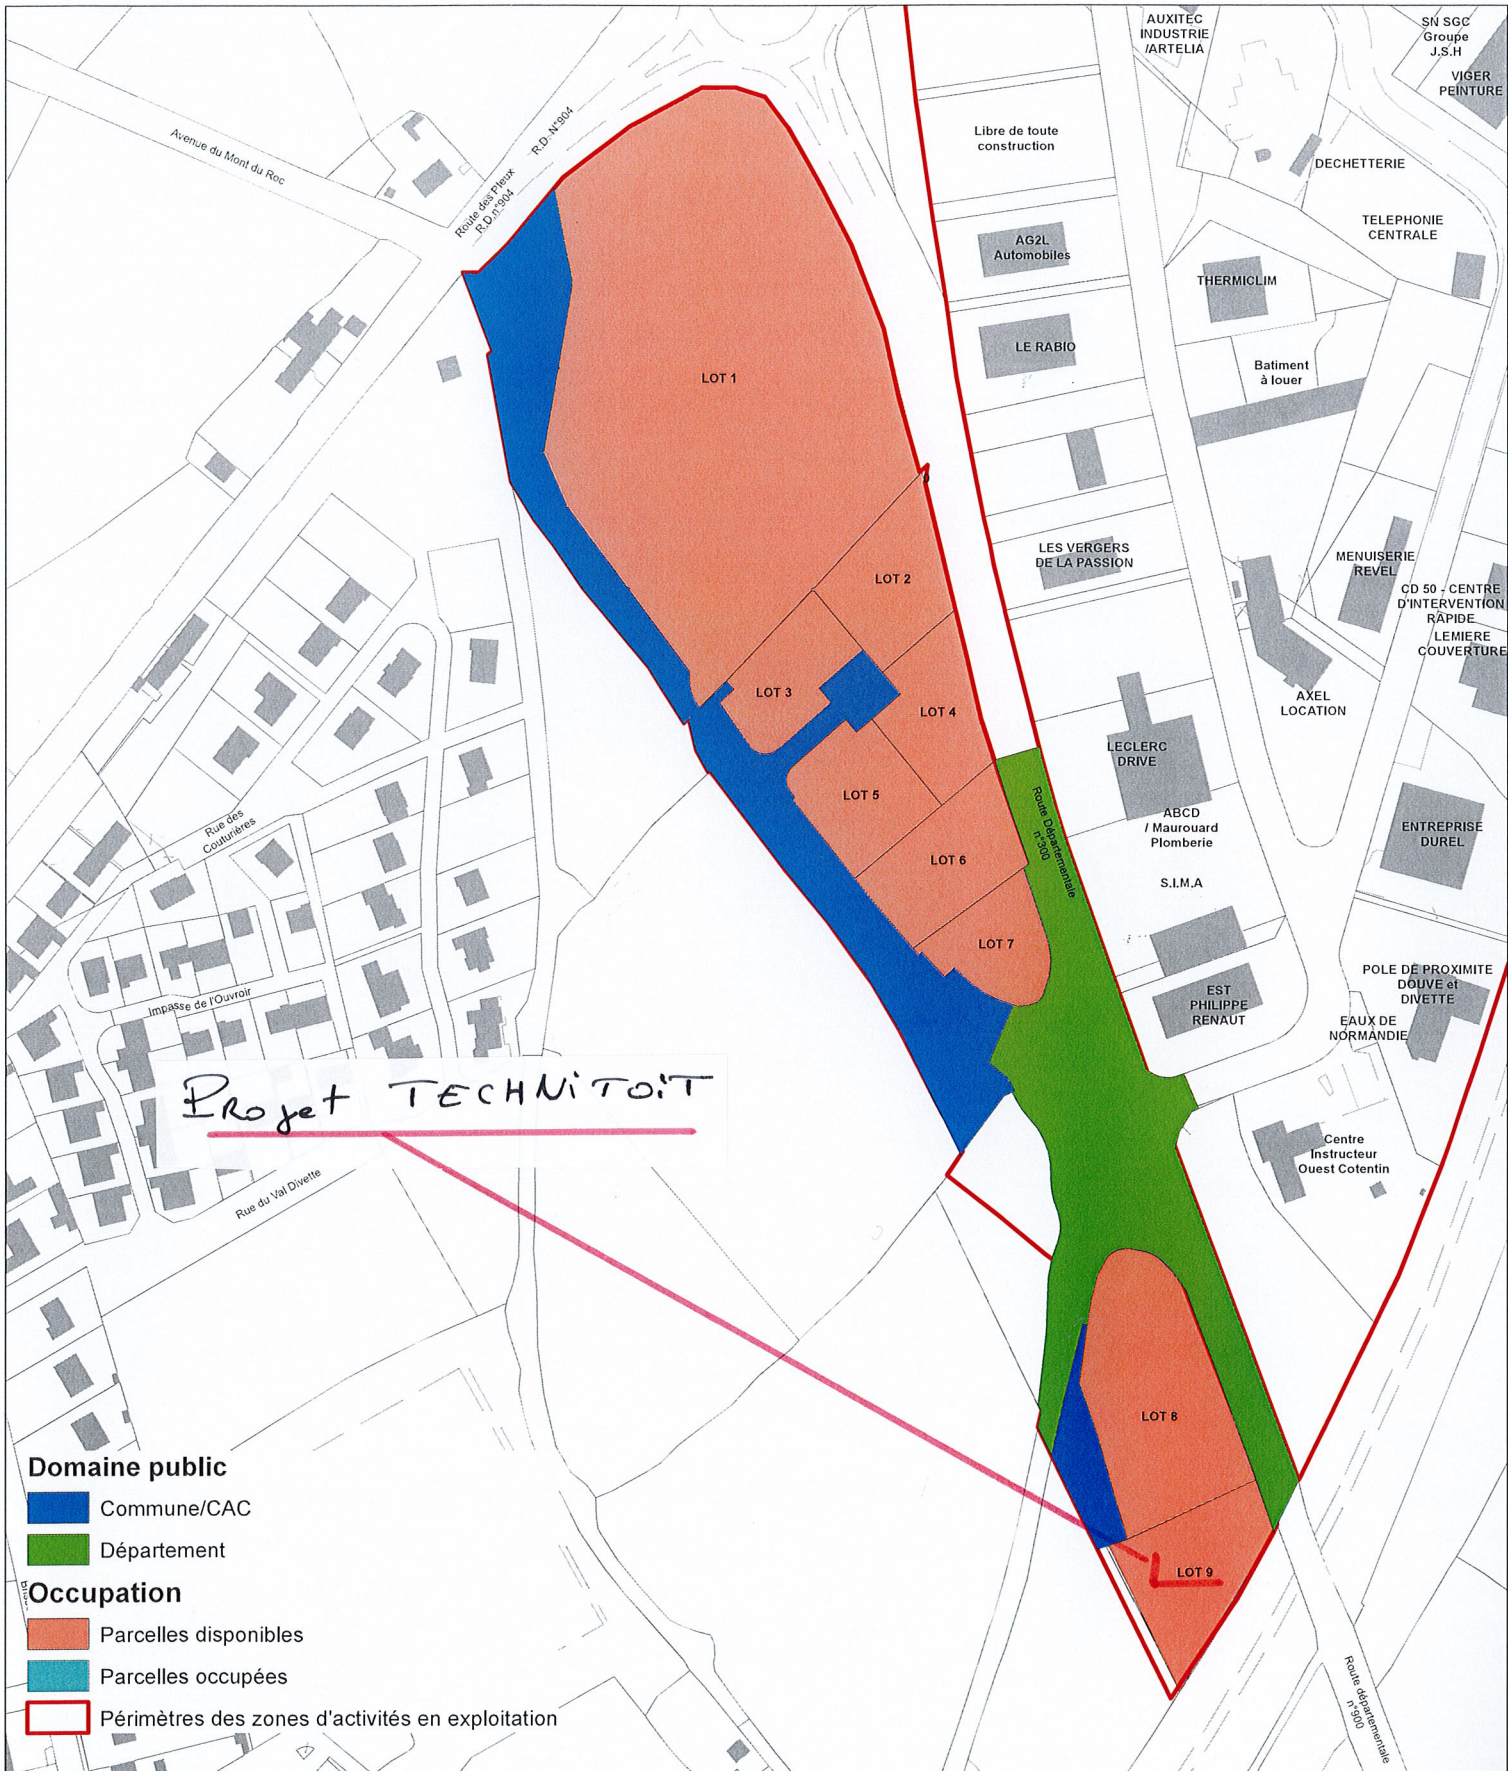 AUXITEC
INDUSTRIE
/ARTELIA
SN SGC
Groupe
J.S.H
VIGER
PEINTURE
R.D. N°904
Libre de toute
construction
Avenue du Mont du Roc
DECHETTERIE
Route des Pieux
R.D.n°904
TELEPHONIE
CENTRALE
AG2L
Automobiles
THERMICLIM
LE RABIO
Batiment
à louer
LOT 1
LES VERGERS
DE LA PASSION
MENUISERIE
REVEL
LOT 2
CD 50 - CENTRE
D'INTERVENTION
RAPIDE
LEMIERE
COUVERTURE
LOT 3
LOT 4
AXEL
LOCATION
LECLERC
DRIVE
LOT 5
Route Départementale
n°300
ABCD
/ Maurouard
Plomberie
Rue des
Couturières
ENTREPRISE
DUREL
LOT 6
S.I.M.A
LOT 7
POLE DE PROXIMITE
DOUVE et
DIVETTE
EST
PHILIPPE
RENAUT
Impasse de l'Ouvroir
EAUX DE
NORMANDIE
Projet TECHNITOIT
Centre
Instructeur
Ouest Cotentin
Rue du Val Divette
LOT 8
Domaine public
Commune/CAC
Département
LOT 9
Occupation
Parcelles disponibles
Parcelles occupées
Périmètres des zones d'activités en exploitation
Route départementale
n°900